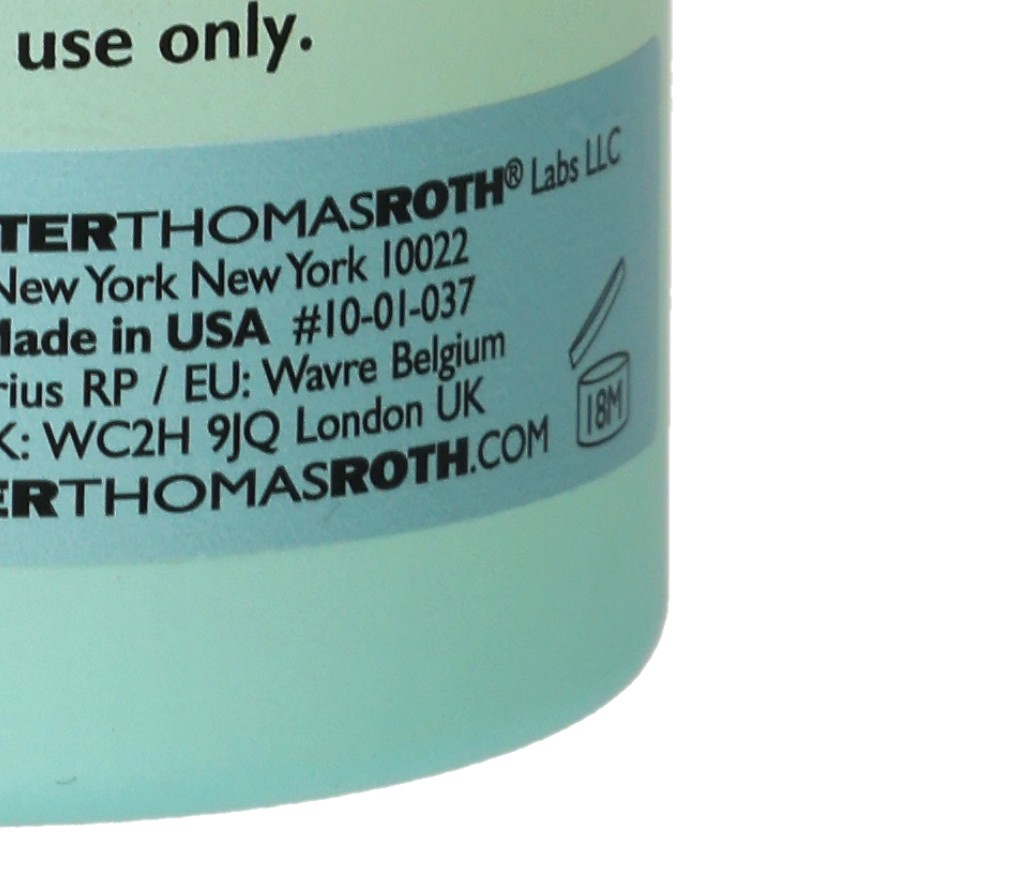 use only.
TERTHOMASROTH® Labs LLC
New York New York 10022
Made in USA #10-01-037
rius RP / EU: Wavre Belgium
K: WC2H 9JQ London UK
ERTHOMASROTH.COM
18M